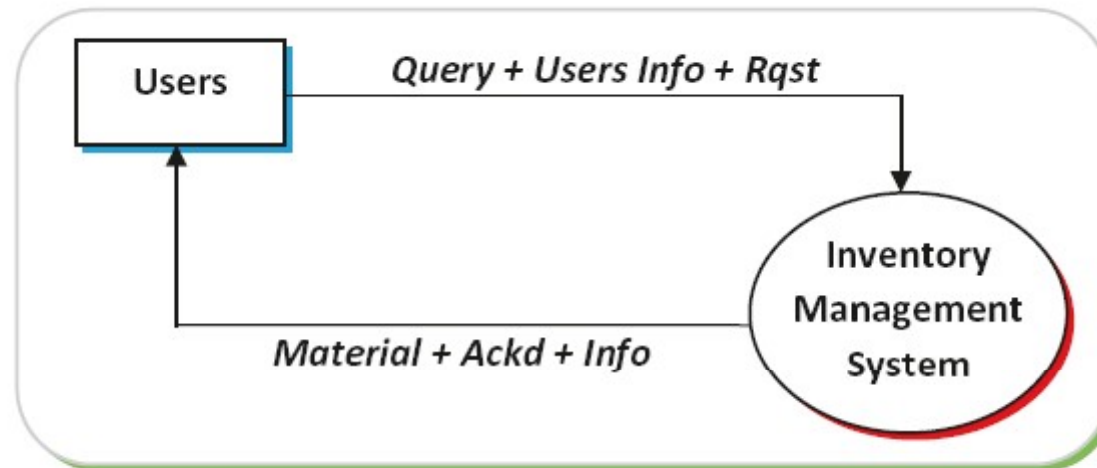 Users
Query + Users Info + Rqst
Inventory
Management
System
Material + Ackd + Info